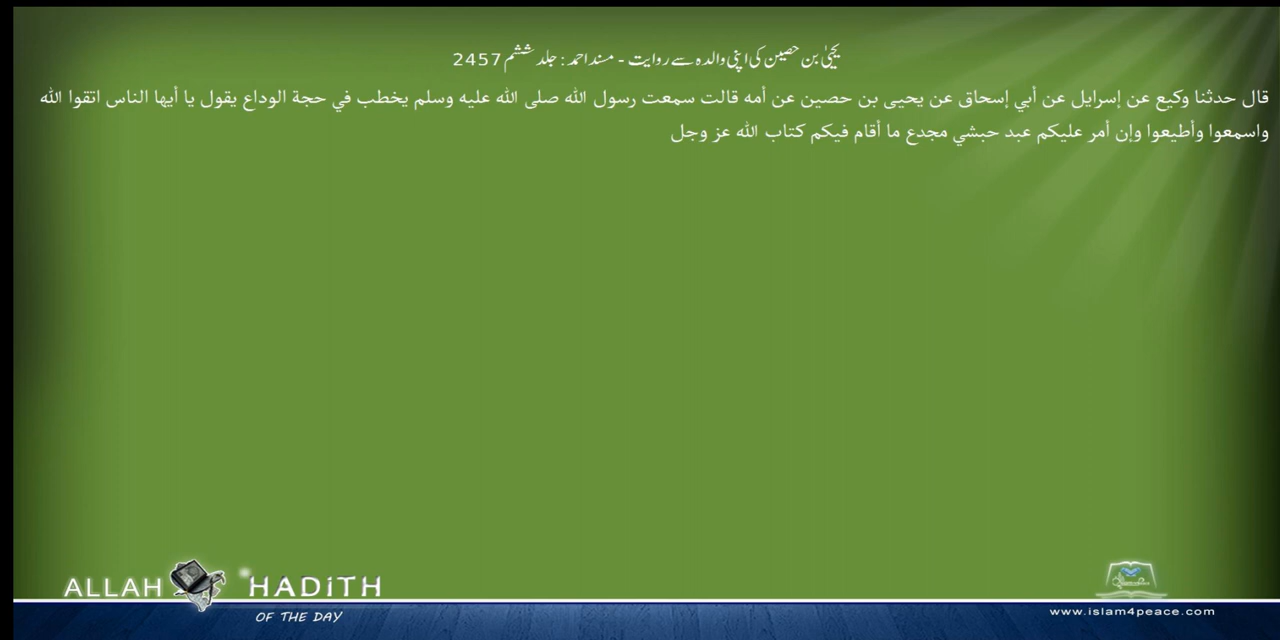 یحییٰ بن حصین کی اپنی والدہ سے روایت - مسند احمد : جلد ششم 2457
قال حدثنا وكيع عن إسرايل عن أبي إسحاق عن يحيى بن حصين عن أمه قالت سمعت رسول الله صلى الله عليه وسلم يخطب في حجة الوداع يقول يا أيها الناس اتقوا الله
واسمعوا وأطيعوا وإن أمر عليكم عبد حبشي مجدع ما أقام فيكم كتاب الله عز وجل
ALLAH HADiTH
OF THE DAY
www.islam4peace.com